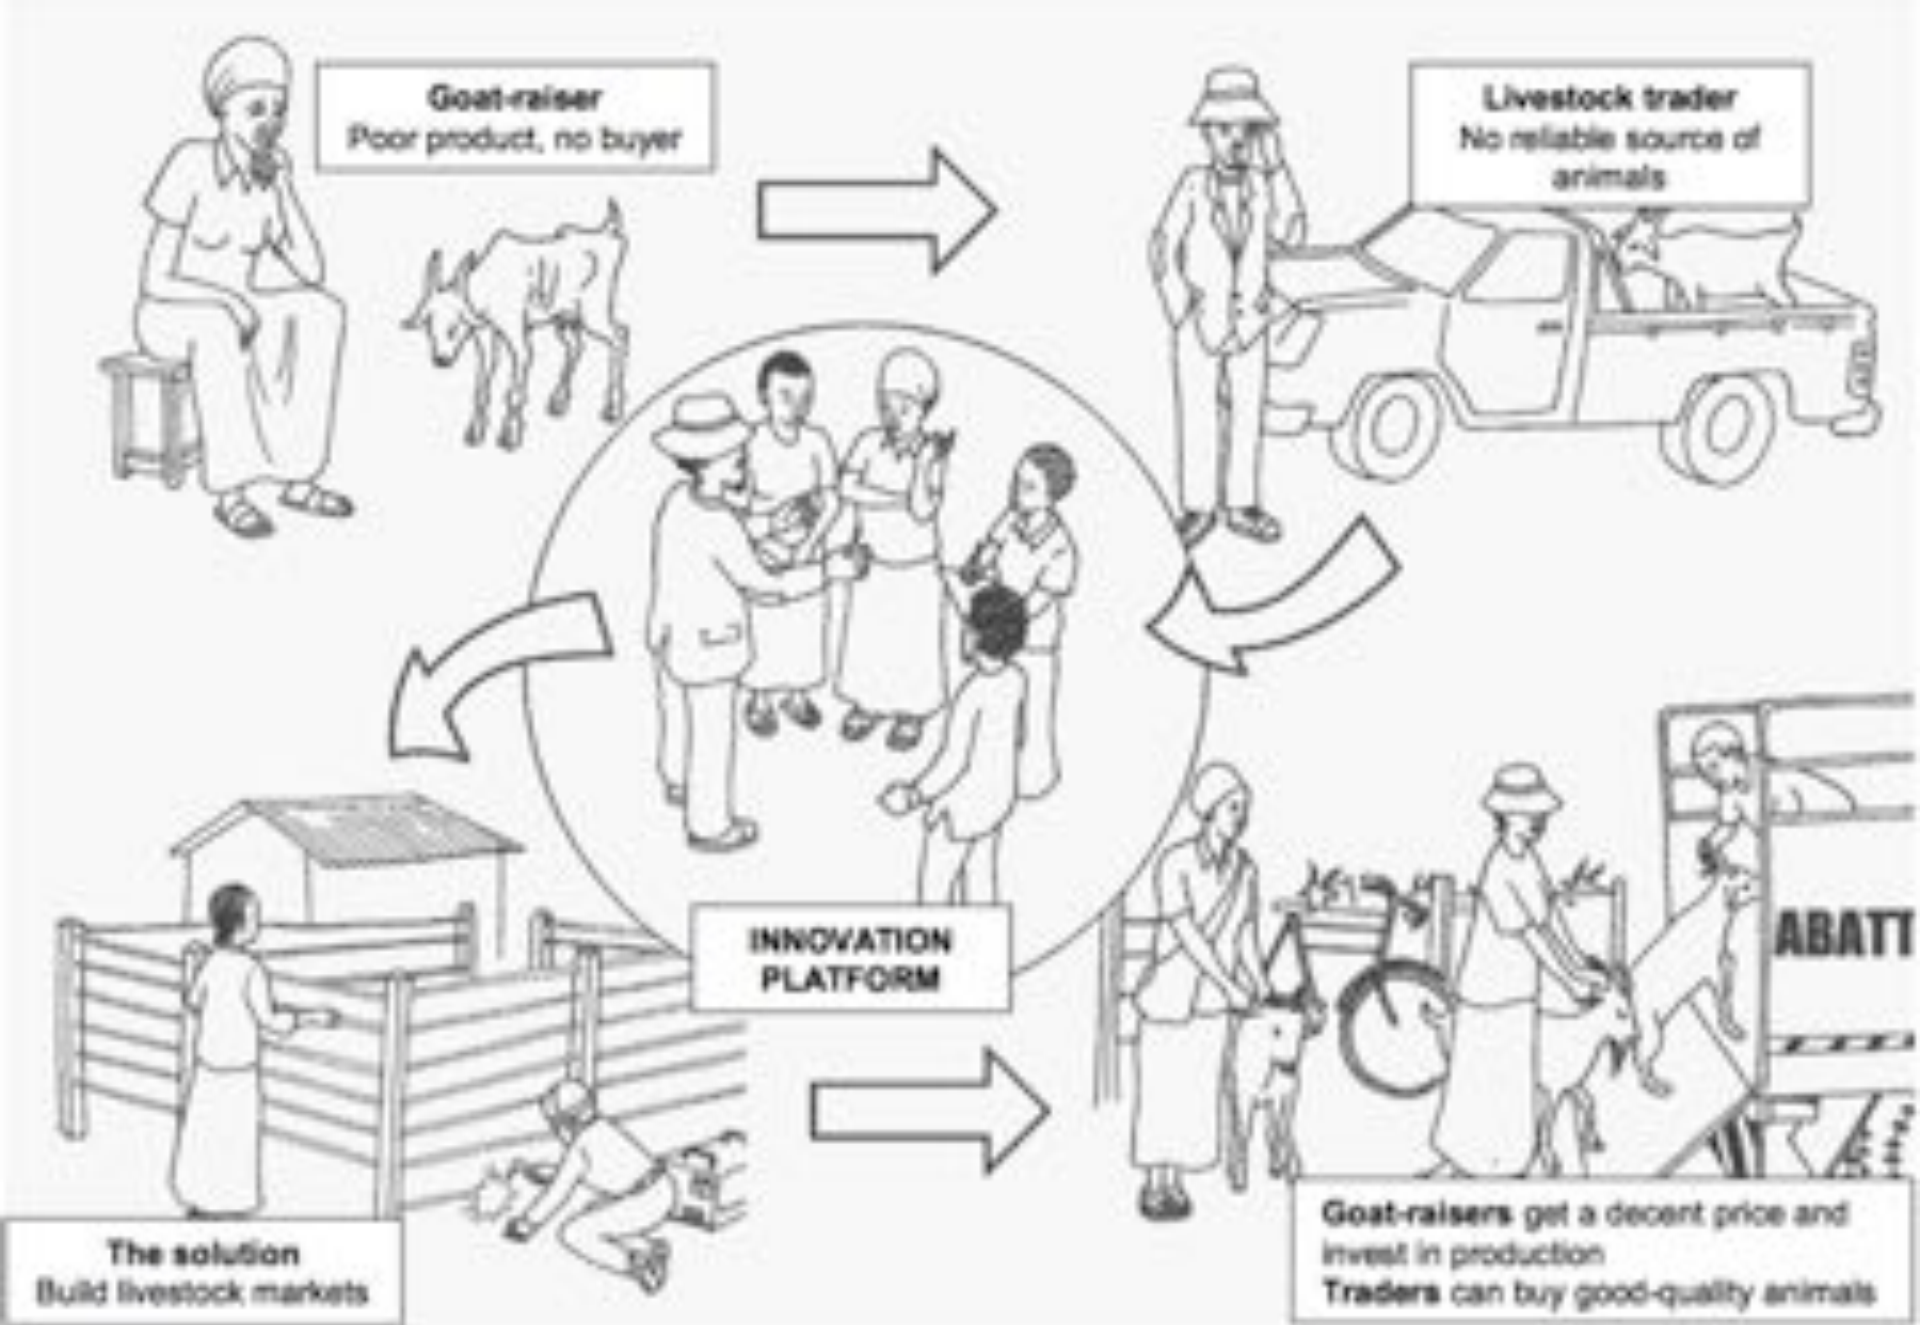 Goat-raiser
Poor product, no buyer
Livestock trader
No reliable source of
animals
INNOVATION
PLATFORM
ABATT
The solution
Build livestock markets
Goat-raisers get a decent price and
invest in production
Traders can buy good-quality animals